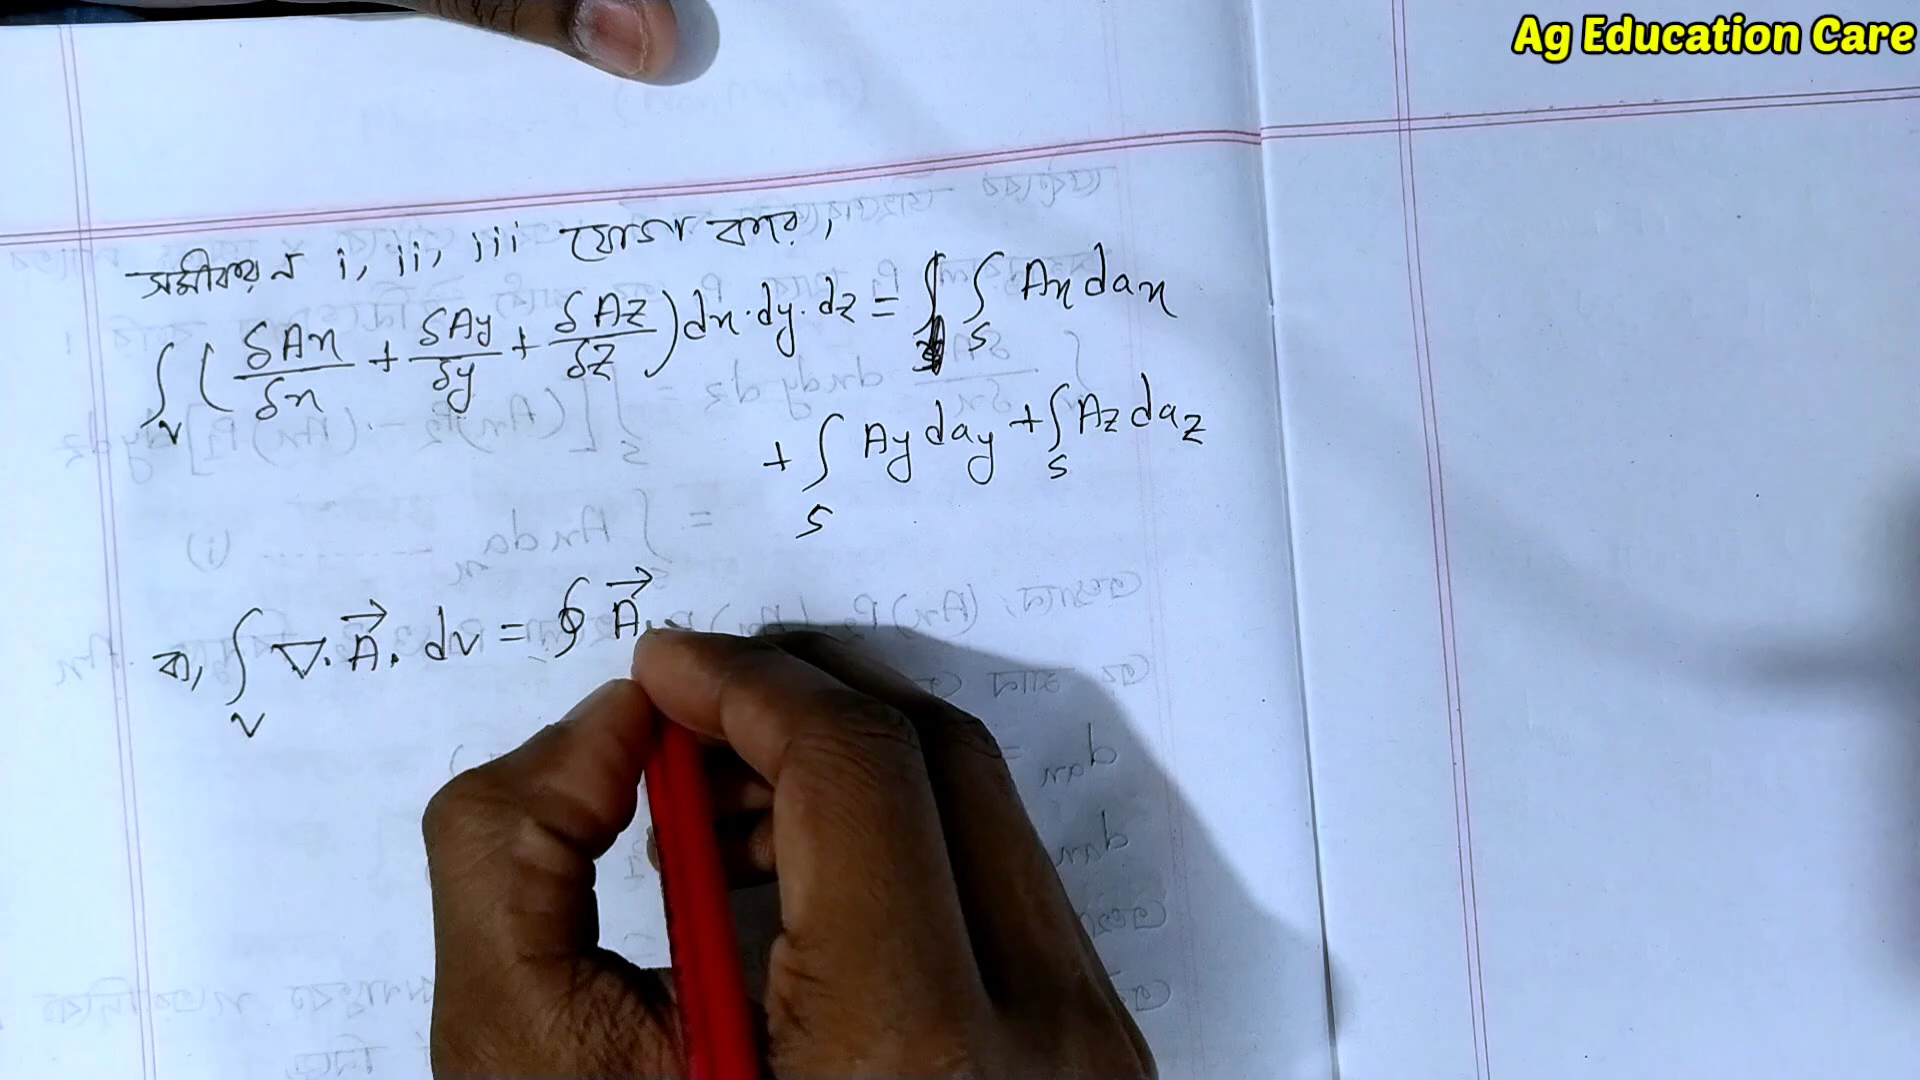 Ag Education Care
সমীকরণ i, ii, iii যোগ করে,
∫v (δAx/δx + δAy/δy + δAz/δz) dx·dy·dz = ∫ ∫s Ax dax
+ ∫s Ay day + ∫s Az daz
বা, ∫v ∇·A⃗. dv = ∮ A⃗.